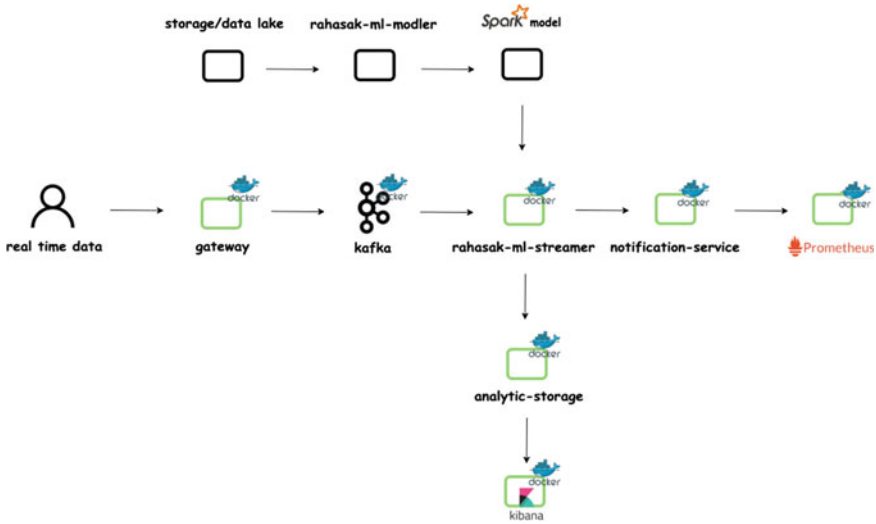 storage/data lake
rahasak-ml-modler
Spark model
docker
docker
docker
docker
docker
real time data
gateway
kafka
rahasak-ml-streamer
notification-service
Prometheus
docker
analytic-storage
docker
kibana